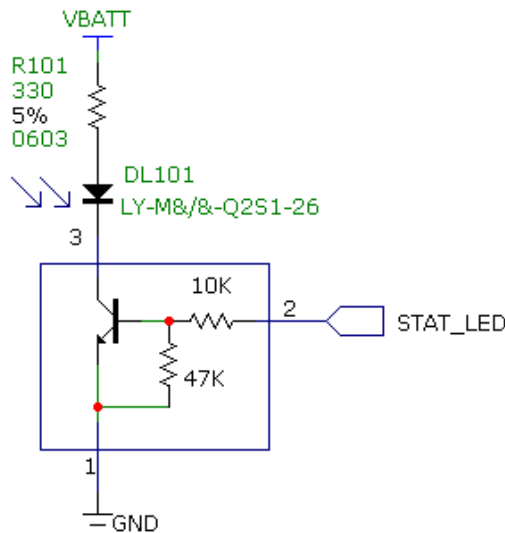 VBATT
R101
330
5%
0603
DL101
LY-M&/&-Q2S1-26
3
10K
2
STAT_LED
47K
1
GND